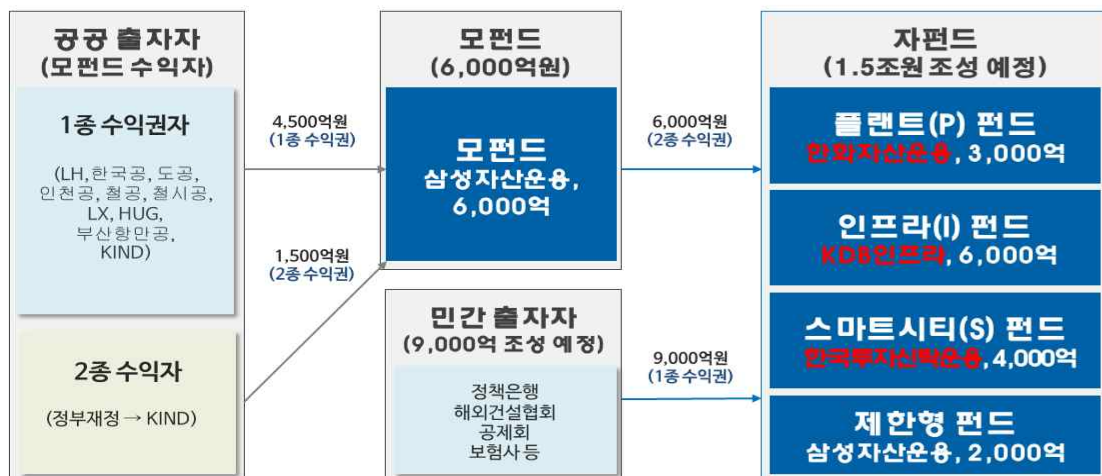 공공 출자자
(모펀드 수익자)
1종 수익권자
(LH,한국공, 도공,
인천공, 철공, 철시공,
LX, HUG,
부산항만공,
KIND)
2종 수익자
(정부재정 → KIND)
4,500억원
(1종 수익권)
1,500억원
(2종 수익권)
모펀드
(6,000억원)
모펀드
삼성자산운용,
6,000억
민간 출자자
(9,000억 조성 예정)
정책은행
해외건설협회
공제회
보험사 등
6,000억원
(2종 수익권)
9,000억원
(1종 수익권)
자펀드
(1.5조원 조성 예정)
플랜트(P) 펀드
한화자산운용, 3,000억
인프라(I) 펀드
KDB인프라, 6,000억
스마트시티(S) 펀드
한국투자신탁운용, 4,000억
제한형 펀드
삼성자산운용, 2,000억